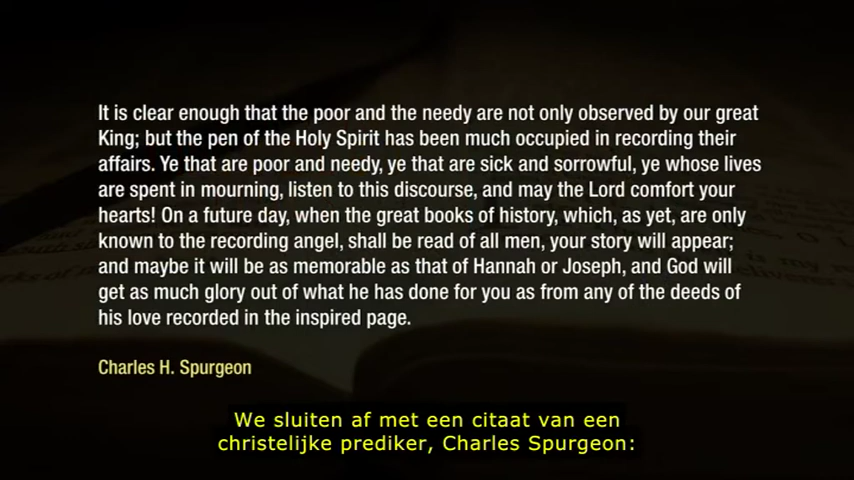 It is clear enough that the poor and the needy are not only observed by our great
King; but the pen of the Holy Spirit has been much occupied in recording their
affairs. Ye that are poor and needy, ye that are sick and sorrowful, ye whose lives
are spent in mourning, listen to this discourse, and may the Lord comfort your
hearts! On a future day, when the great books of history, which, as yet, are only
known to the recording angel, shall be read of all men, your story will appear;
and maybe it will be as memorable as that of Hannah or Joseph, and God will
get as much glory out of what he has done for you as from any of the deeds of
his love recorded in the inspired page.
Charles H. Spurgeon
We sluiten af met een citaat van een
christelijke prediker, Charles Spurgeon: